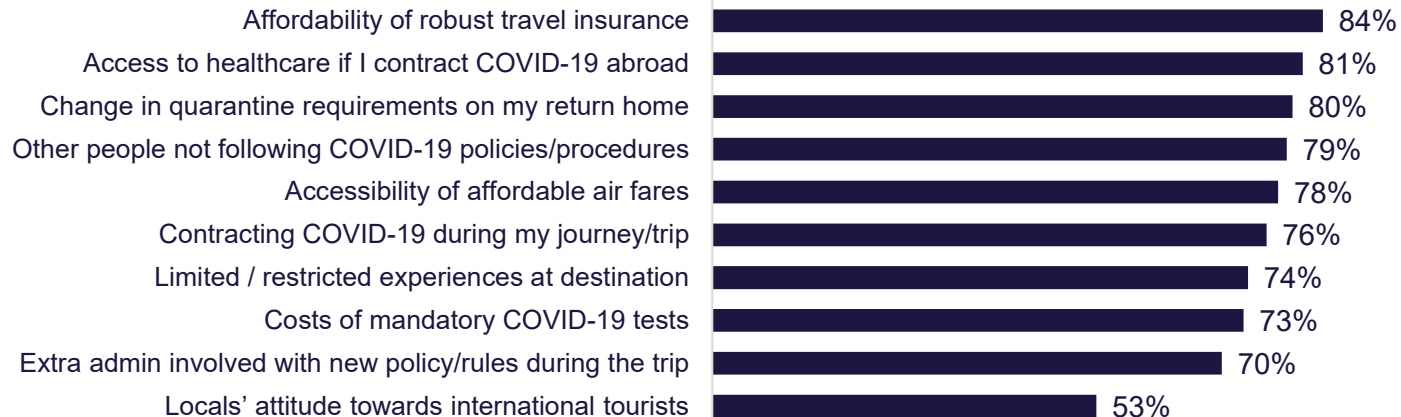 Affordability of robust travel insurance 84%
Access to healthcare if I contract COVID-19 abroad 81%
Change in quarantine requirements on my return home 80%
Other people not following COVID-19 policies/procedures 79%
Accessibility of affordable air fares 78%
Contracting COVID-19 during my journey/trip 76%
Limited / restricted experiences at destination 74%
Costs of mandatory COVID-19 tests 73%
Extra admin involved with new policy/rules during the trip 70%
Locals’ attitude towards international tourists 53%